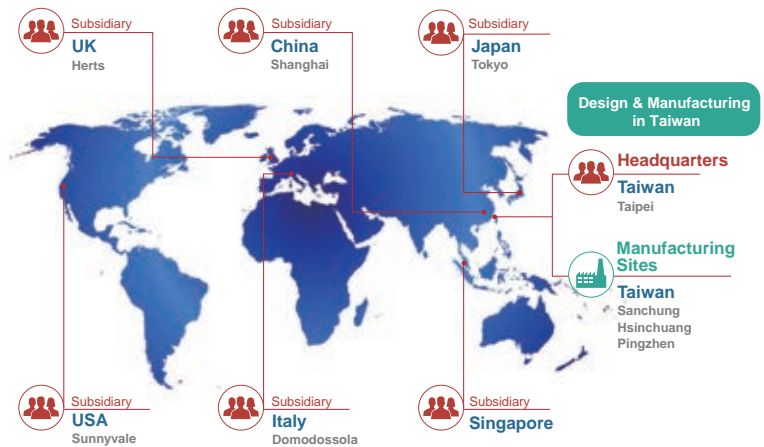 Subsidiary
UK
Herts
Subsidiary
China
Shanghai
Subsidiary
Japan
Tokyo
Design & Manufacturing
in Taiwan
Headquarters
Taiwan
Taipei
Manufacturing
Sites
Taiwan
Sanchung
Hsinchuang
Pingzhen
Subsidiary
USA
Sunnyvale
Subsidiary
Italy
Domodossola
Subsidiary
Singapore